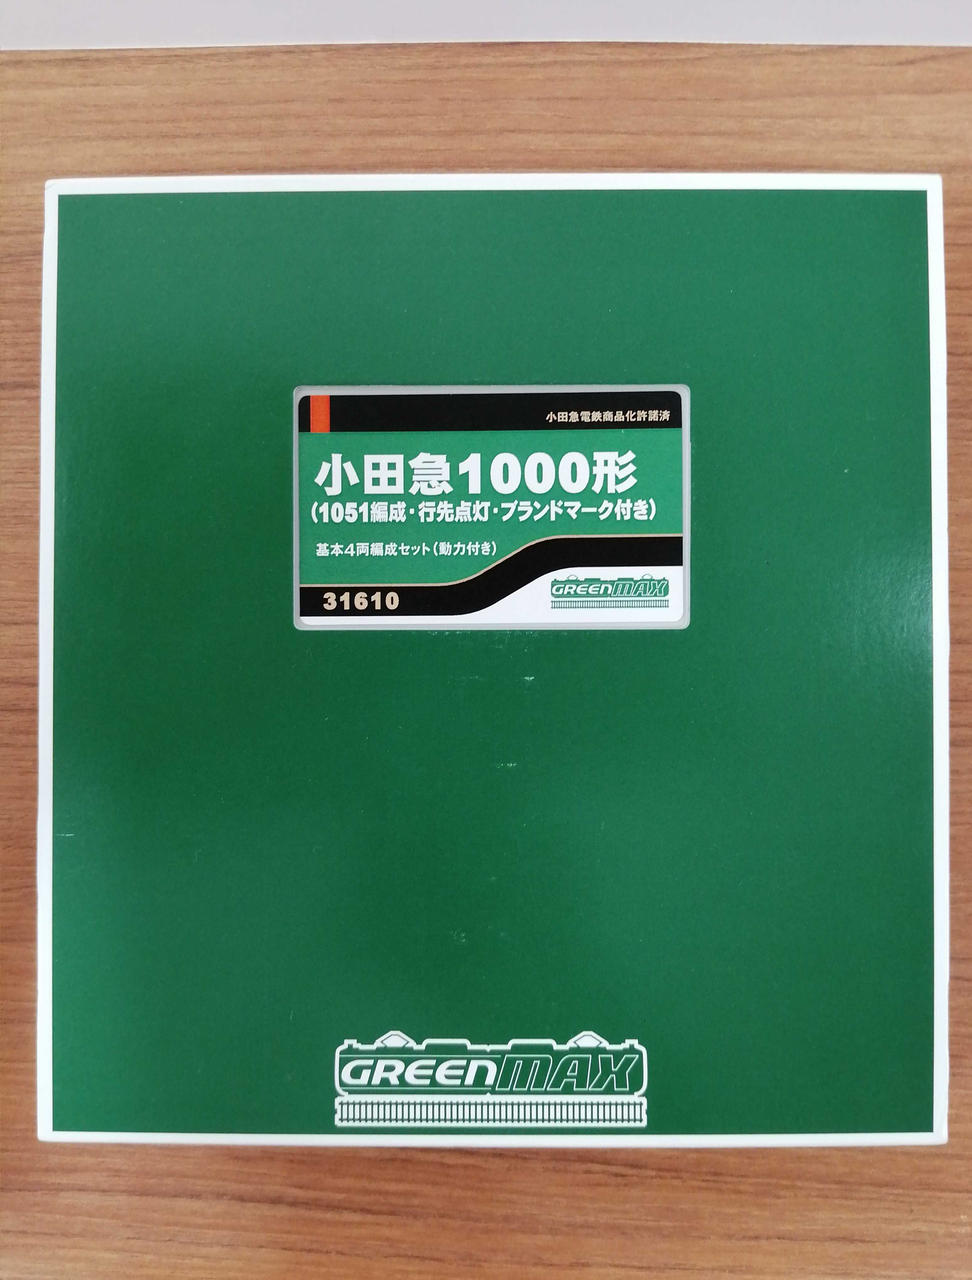 小田急電鉄商品化許諾済
小田急1000形
(1051編成・行先点灯・ブランドマーク付き)
基本4両編成セット(動力付き)
31610
GREENMAX
GREENMAX